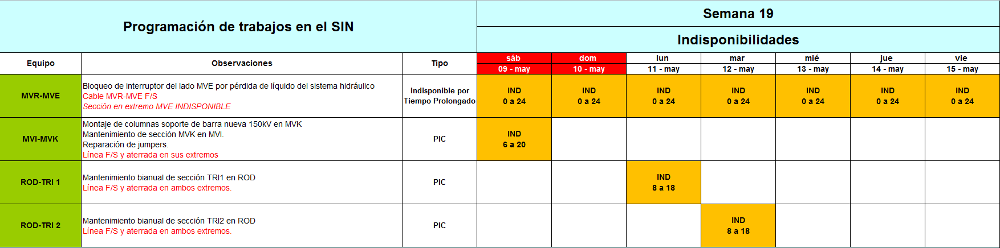 Programación de trabajos en el SIN
Semana 19
Indisponibilidades
Equipo
Observaciones
Tipo
sáb
dom
lun
mar
mié
jue
vie
09 - may
10 - may
11 - may
12 - may
13 - may
14 - may
15 - may
MVR-MVE
Bloqueo de interruptor del lado MVE por pérdida de líquido del sistema hidráulico
Cable MVR-MVE F/S
Sección en extremo MVE INDISPONIBLE
Indisponible por
Tiempo Prolongado
IND
0 a 24
IND
0 a 24
IND
0 a 24
IND
0 a 24
IND
0 a 24
IND
0 a 24
IND
0 a 24
MVI-MVK
Montaje de columnas soporte de barra nueva 150kV en MVK
Mantenimiento de sección MVK en MVI.
Reparación de jumpers.
Línea F/S y aterrada en sus extremos
PIC
IND
6 a 20
ROD-TRI 1
Mantenimiento bianual de sección TRI1 en ROD
Línea F/S y aterrada en ambos extremos.
PIC
IND
8 a 18
ROD-TRI 2
Mantenimiento bianual de sección TRI2 en ROD
Línea F/S y aterrada en ambos extremos.
PIC
IND
8 a 18